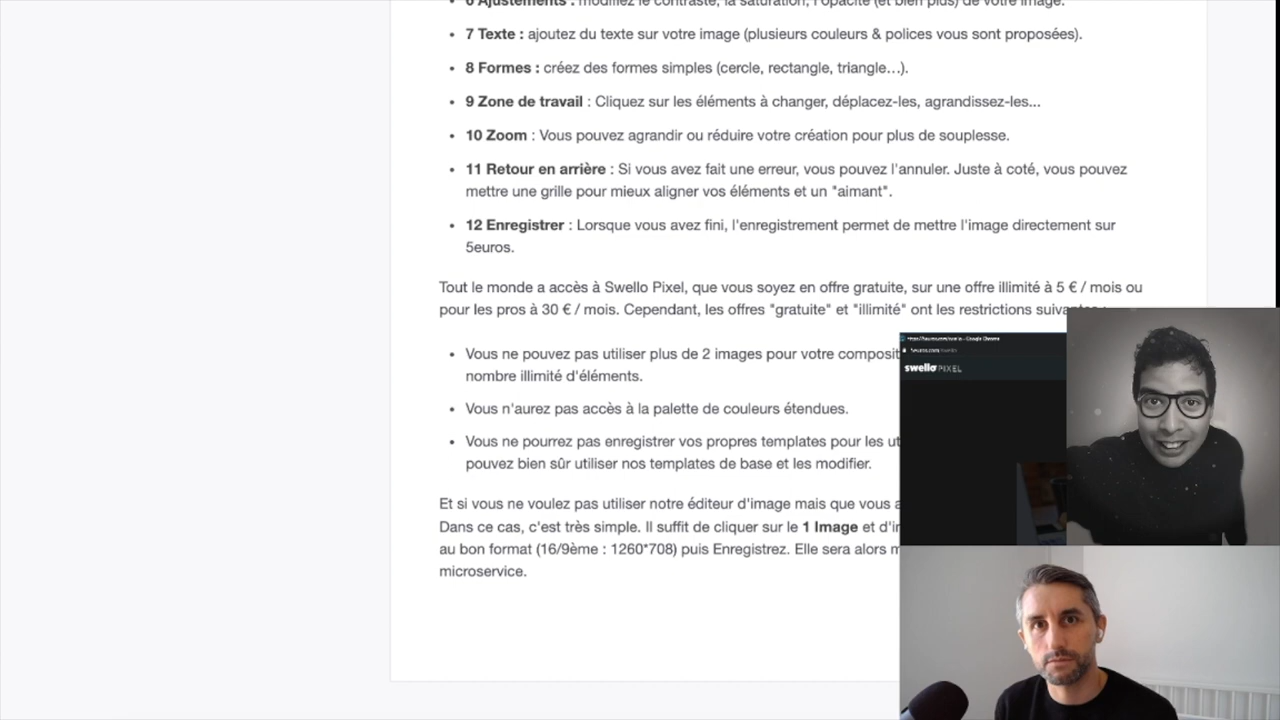 6 Ajustements : modifiez le contraste, la saturation, l'opacité (et bien plus) de votre image.
• 7 Texte : ajoutez du texte sur votre image (plusieurs couleurs & polices vous sont proposées).
• 8 Formes : créez des formes simples (cercle, rectangle, triangle…).
• 9 Zone de travail : Cliquez sur les éléments à changer, déplacez-les, agrandissez-les...
• 10 Zoom : Vous pouvez agrandir ou réduire votre création pour plus de souplesse.
• 11 Retour en arrière : Si vous avez fait une erreur, vous pouvez l'annuler. Juste à coté, vous pouvez
mettre une grille pour mieux aligner vos éléments et un "aimant".
• 12 Enregistrer : Lorsque vous avez fini, l'enregistrement permet de mettre l'image directement sur
5euros.
Tout le monde a accès à Swello Pixel, que vous soyez en offre gratuite, sur une offre illimité à 5 € / mois ou
pour les pros à 30 € / mois. Cependant, les offres "gratuite" et "illimité" ont les restrictions
• Vous ne pouvez pas utiliser plus de 2 images pour votre
nombre illimité d'éléments.
• Vous n'aurez pas accès à la palette de couleurs étendues.
• Vous ne pourrez pas enregistrer vos propres templates pour les
pouvez bien sûr utiliser nos templates de base et les modifier.
Et si vous ne voulez pas utiliser notre éditeur d'image mais que vous
Dans ce cas, c'est très simple. Il suffit de cliquer sur le 1 Image et
au bon format (16/9ème : 1260*708) puis Enregistrer. Elle sera alors
microservice.
swello PIXEL